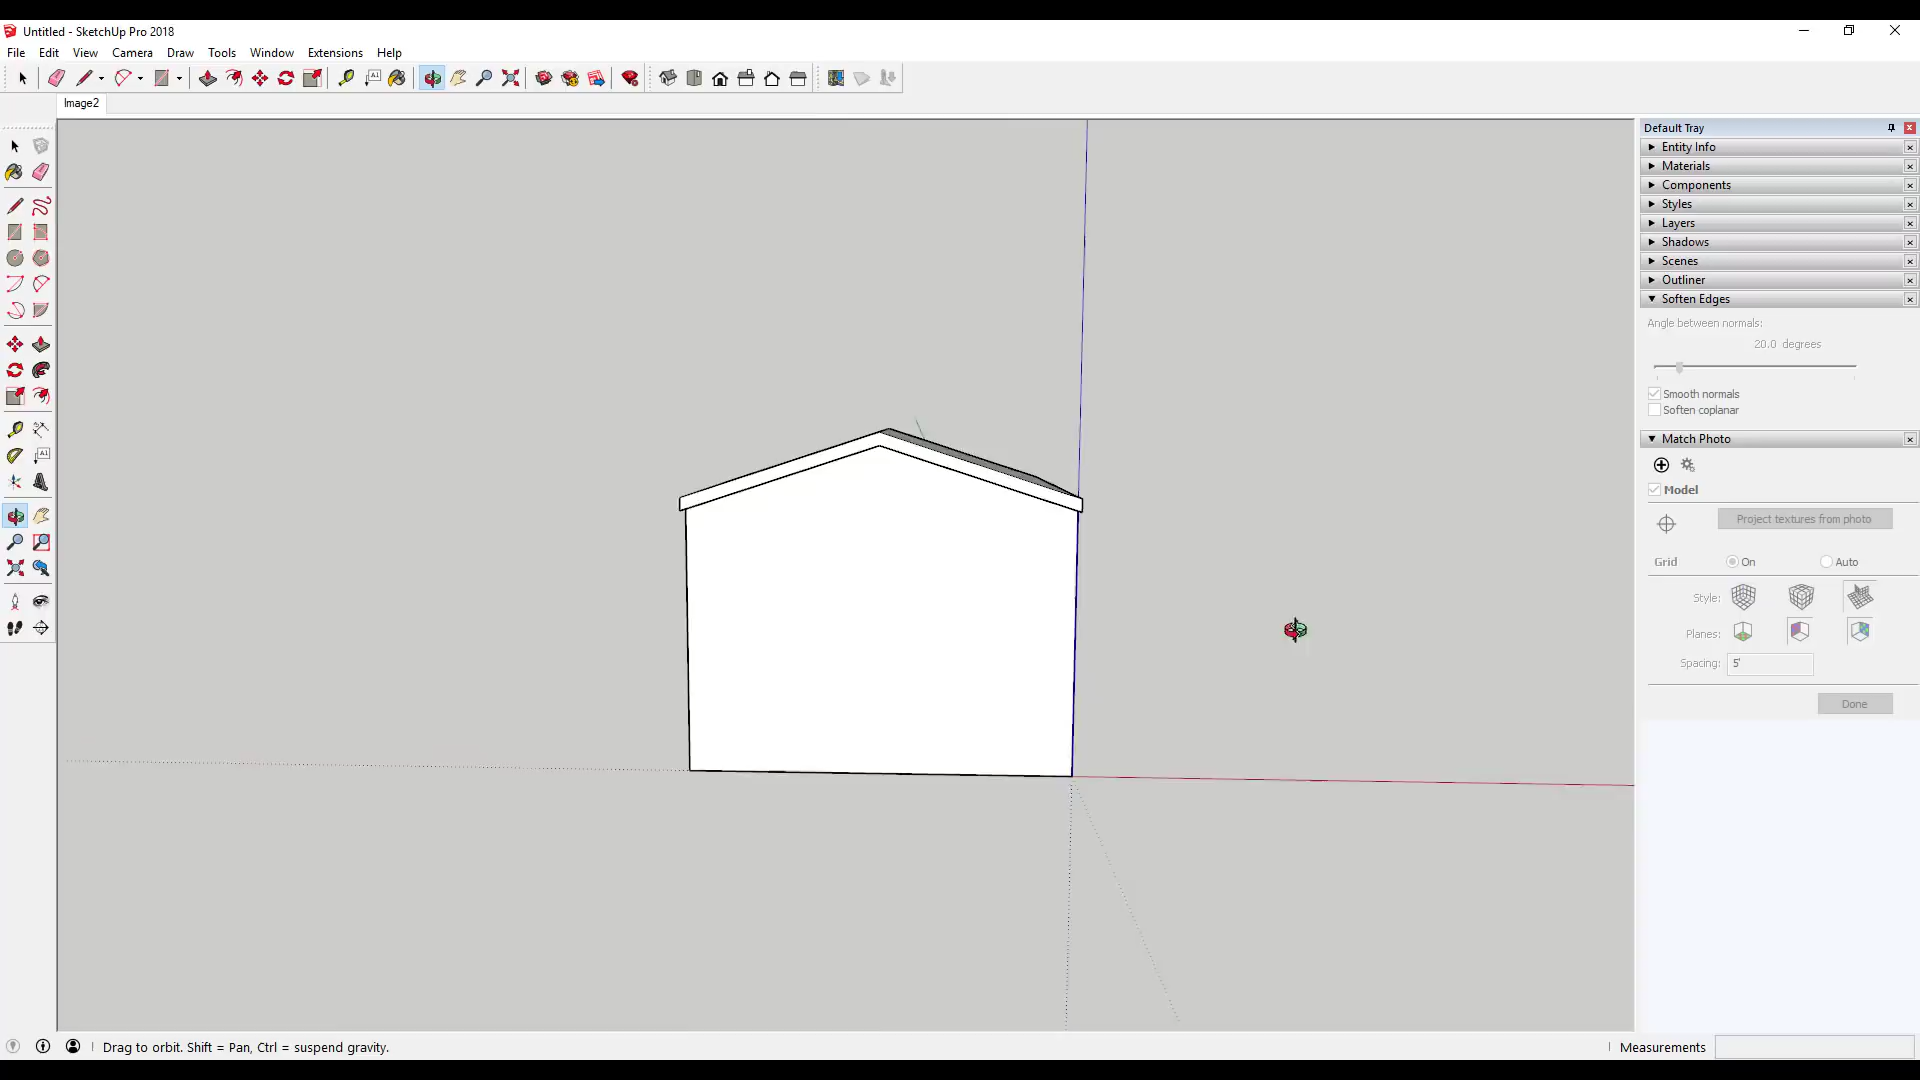 Untitled - SketchUp Pro 2018
File Edit View Camera Draw Tools Window Extensions Help
Image2
Default Tray
Entity Info
Materials
Components
Styles
Layers
Shadows
Scenes
Outliner
Soften Edges
Angle between normals:
20.0 degrees
Smooth normals
Soften coplanar
Match Photo
Model
Project textures from photo
Grid On Auto
Style:
Planes:
Spacing: 5'
Done
Drag to orbit. Shift = Pan, Ctrl = suspend gravity.
Measurements